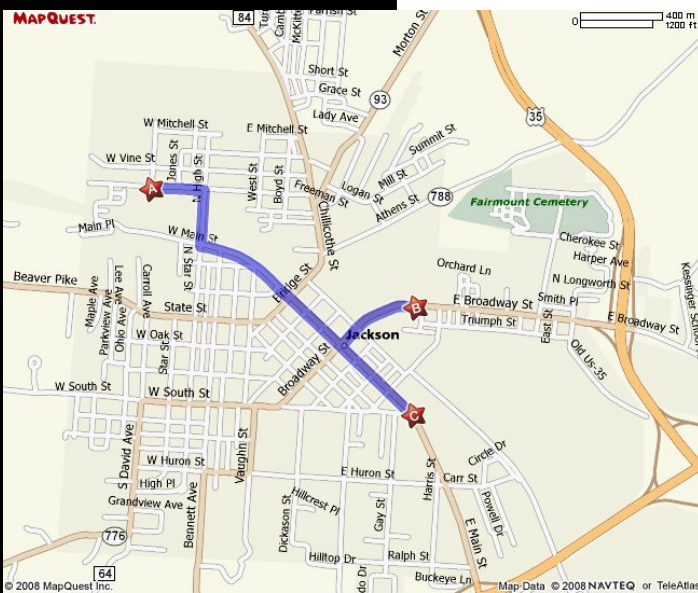 MAPQUEST.
84
400 m
0
1200 ft
Parrish St
Morton St
Short St
Grace St
93
Lady Ave
35
W Mitchell St
E Mitchell St
Summit St
Jones St
N High St
W Vine St
West St
Boyd St
Mill St
Logan St
Freeman St
A
Athens St
788
Chillicothe St
Fairmount Cemetery
Main Pl
W Main St
N Star St
Cherokee St
Harper Ave
Orchard Ln
N Longworth St
Kessinger School
Beaver Pike
Bridge St
Maple Ave
Lee Ave
Carroll Ave
State St
B
E Broadway St
Smith Pl
E Broadway St
Triumph St
East St
Parkview Ave
Ohio Ave
W Oak St
Star St
Jackson
Broadway St
Old Us-35
W South St
W South St
C
S David Ave
Vaughn St
Circle Dr
W Huron St
E Huron St
Harris St
Carr St
High Pl
Hillcrest Pl
Grandview Ave
Bennett Ave
Dickason St
Gay St
Powell Dr
776
E Main St
Hilltop Dr
Ralph St
64
do Dr
Buckeye Ln
© 2008 MapQuest Inc.
Map Data © 2008 NAVTEQ or TeleAtlas